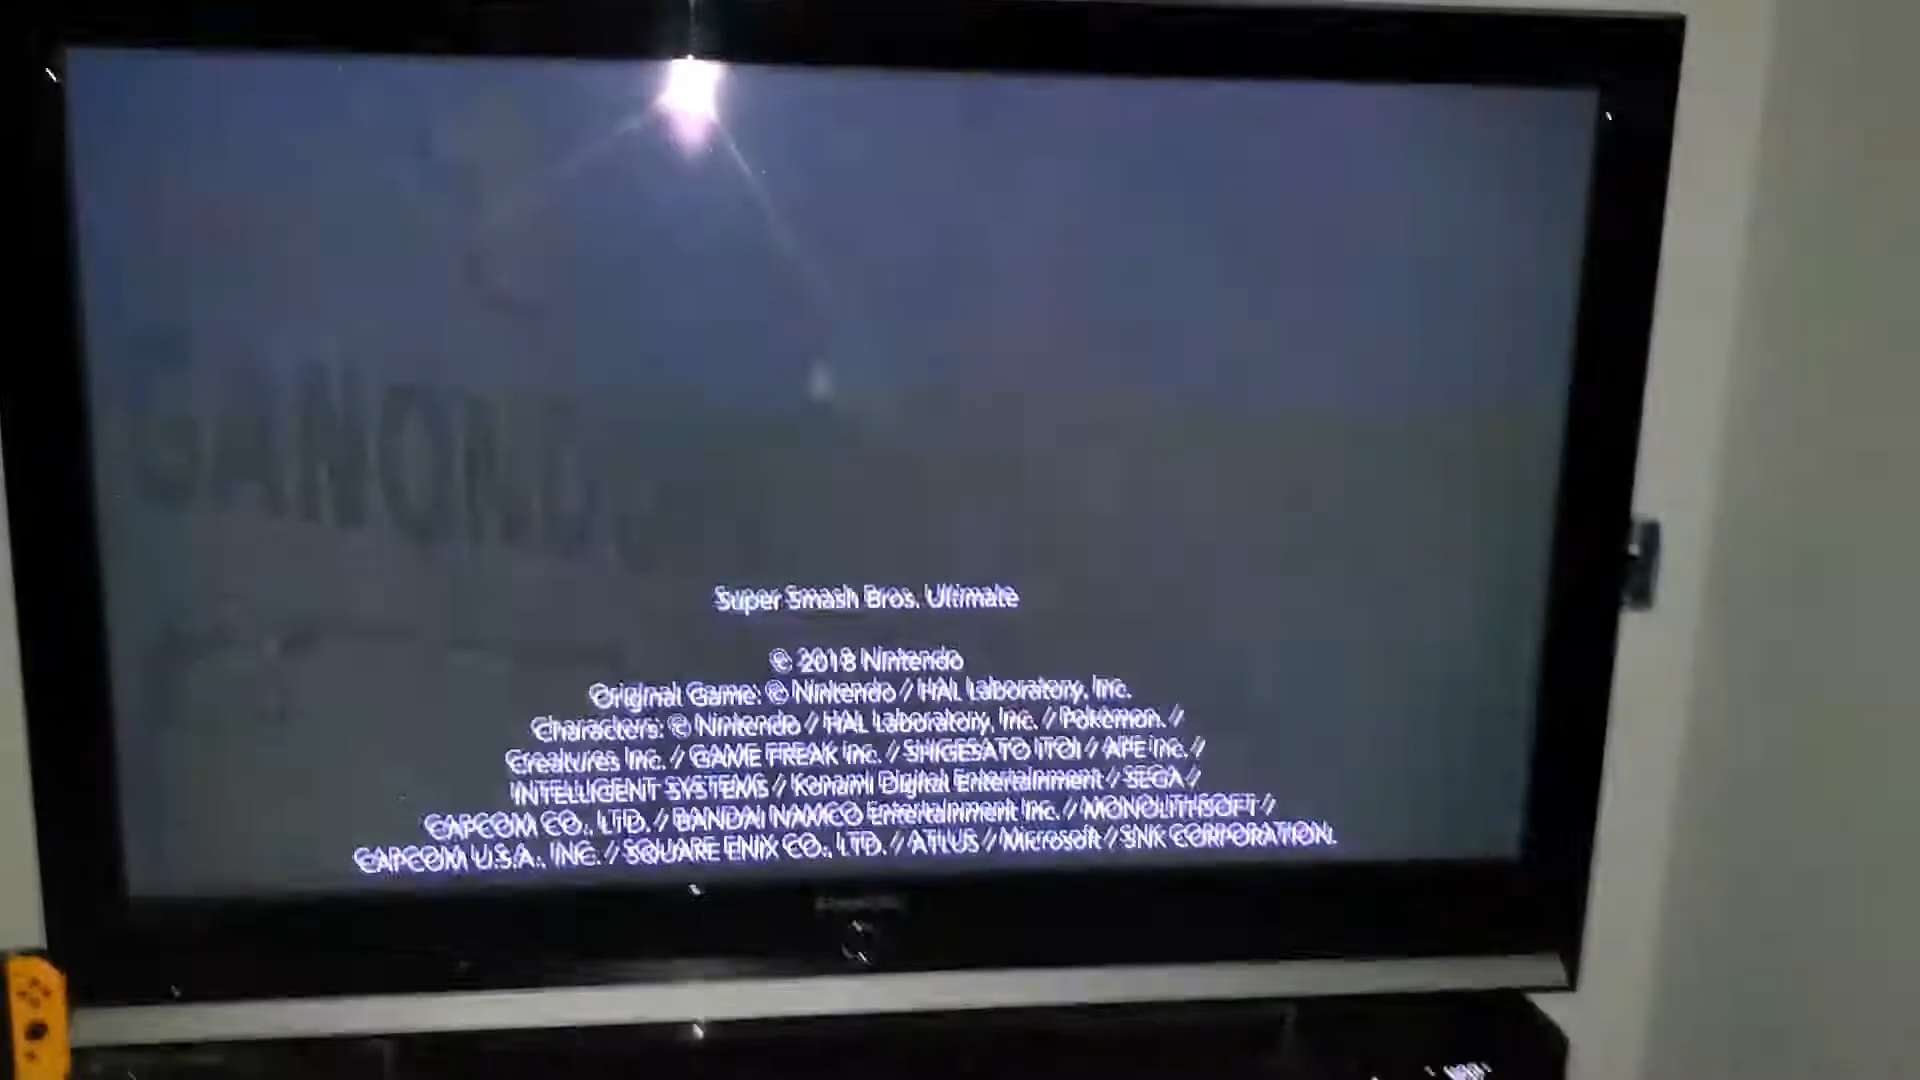 GANOND
Super Smash Bros. Ultimate
© 2018 Nintendo
Original Game: © Nintendo / HAL Laboratory, Inc.
Characters: © Nintendo / HAL Laboratory, Inc. / Pokémon. /
Creatures Inc. / GAME FREAK inc. / SHIGESATO ITOI / APE inc. /
INTELLIGENT SYSTEMS / Konami Digital Entertainment / SEGA /
CAPCOM CO., LTD. / BANDAI NAMCO Entertainment Inc. / MONOLITHSOFT /
CAPCOM U.S.A., INC. / SQUARE ENIX CO., LTD. / ATLUS / Microsoft / SNK CORPORATION.